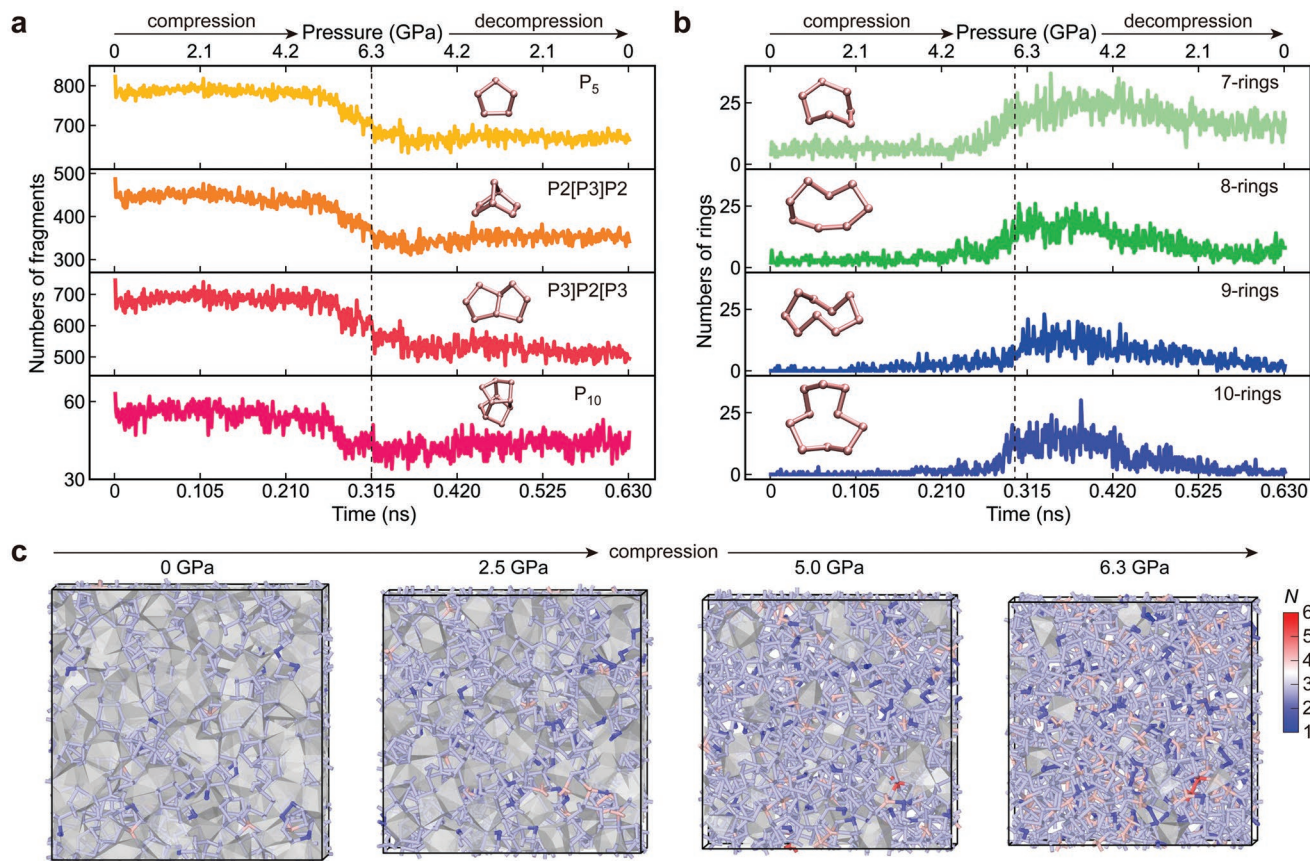 a
compression Pressure (GPa) decompression
0 2.1 4.2 6.3 4.2 2.1 0
800
700
P5
500
400
300
P2[P3]P2
700
600
500
P3]P2[P3
60
30
P10
Numbers of fragments
0 0.105 0.210 0.315 0.420 0.525 0.630
Time (ns)
b
compression Pressure (GPa) decompression
0 2.1 4.2 6.3 4.2 2.1 0
25
0
7-rings
25
0
8-rings
25
0
9-rings
25
0
10-rings
Numbers of rings
0 0.105 0.210 0.315 0.420 0.525 0.630
Time (ns)
c
compression
0 GPa 2.5 GPa 5.0 GPa 6.3 GPa
N
6
5
4
3
2
1